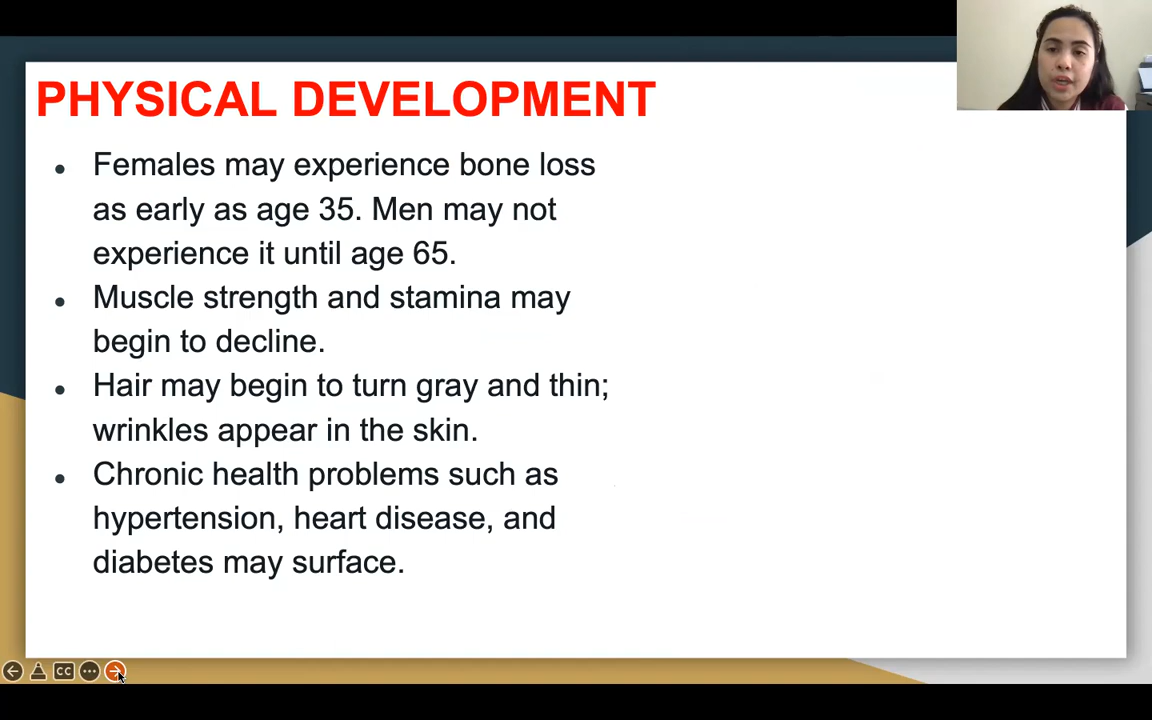 PHYSICAL DEVELOPMENT
• Females may experience bone loss
as early as age 35. Men may not
experience it until age 65.
• Muscle strength and stamina may
begin to decline.
• Hair may begin to turn gray and thin;
wrinkles appear in the skin.
• Chronic health problems such as
hypertension, heart disease, and
diabetes may surface.
CC